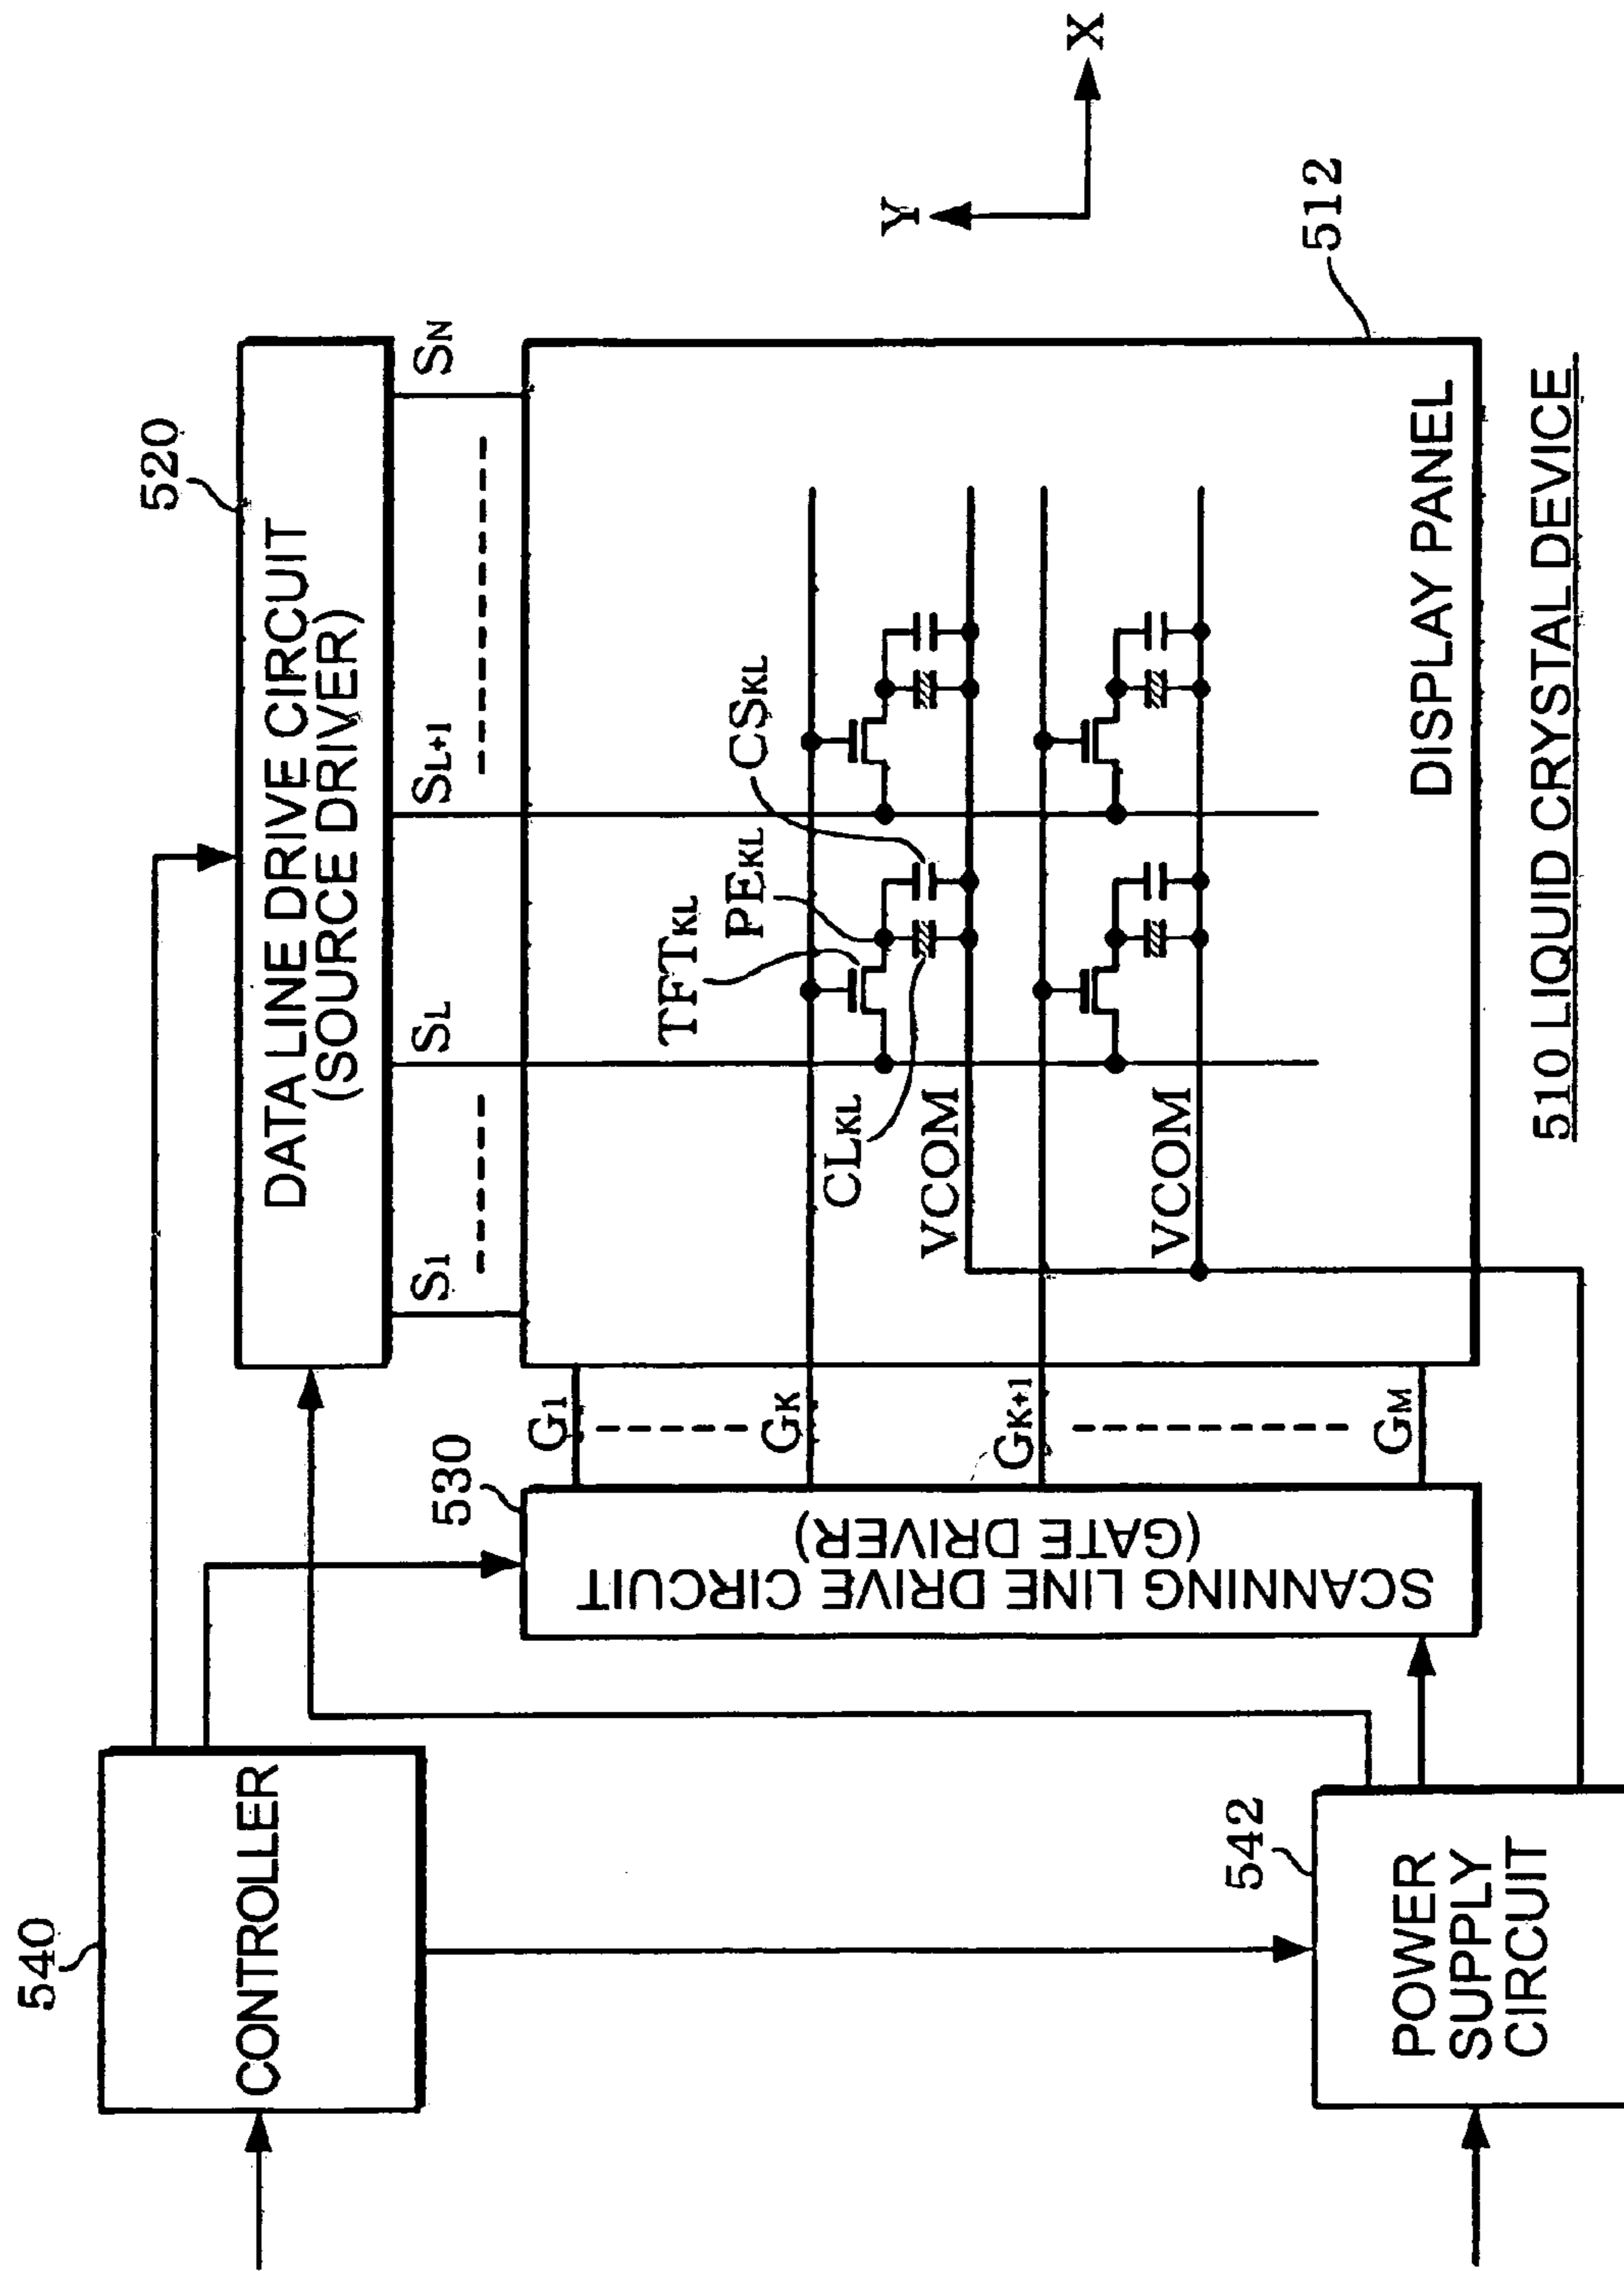 540
CONTROLLER
520
DATA LINE DRIVE CIRCUIT
(SOURCE DRIVER)
S1
SL
SL+1
SN
530
SCANNING LINE DRIVE CIRCUIT
(GATE DRIVER)
G1
GK
GK+1
GM
TFTKL
PEKL
CSKL
CLKL
VCOM
VCOM
DISPLAY PANEL
512
Y
X
542
POWER
SUPPLY
CIRCUIT
510 LIQUID CRYSTAL DEVICE